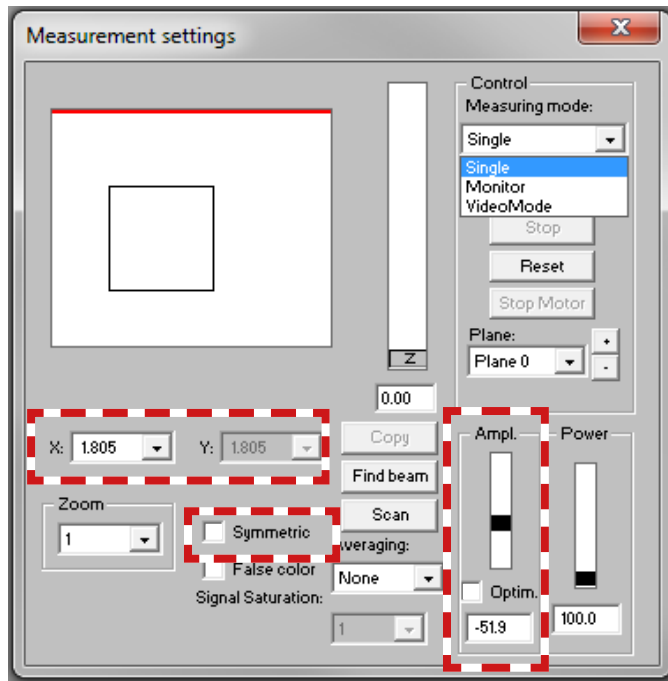 Measurement settings
X
Control
Measuring mode:
Single
Single
Monitor
VideoMode
Stop
Reset
Stop Motor
Plane:
Plane 0
+
-
Z
0.00
X: 1.805
Y: 1.805
Copy
Find beam
Scan
Zoom
1
Symmetric
False color
Averaging:
None
Signal Saturation:
1
Ampl.
Optim.
-51.9
Power
100.0